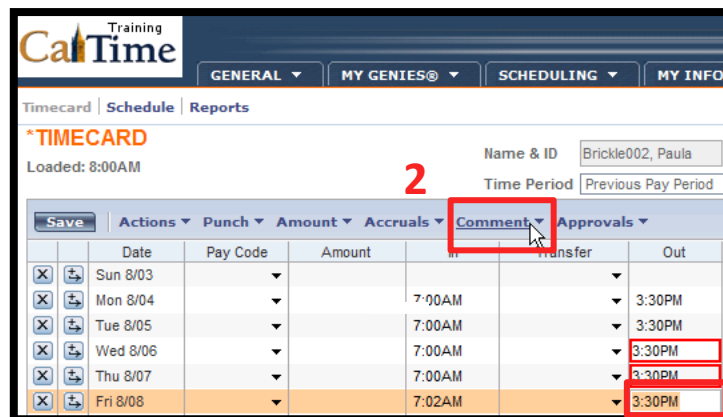 Training
CalTime
GENERAL MY GENIES® SCHEDULING MY INFO
Timecard | Schedule | Reports
*TIMECARD
Loaded: 8:00AM
Name & ID Brickle002, Paula
2
Time Period Previous Pay Period
Save Actions Punch Amount Accruals Comment Approvals
Date Pay Code Amount In Transfer Out
Sun 8/03
Mon 8/04 7:00AM 3:30PM
Tue 8/05 7:00AM 3:30PM
Wed 8/06 7:00AM 3:30PM
Thu 8/07 7:00AM 3:30PM
Fri 8/08 7:02AM 3:30PM